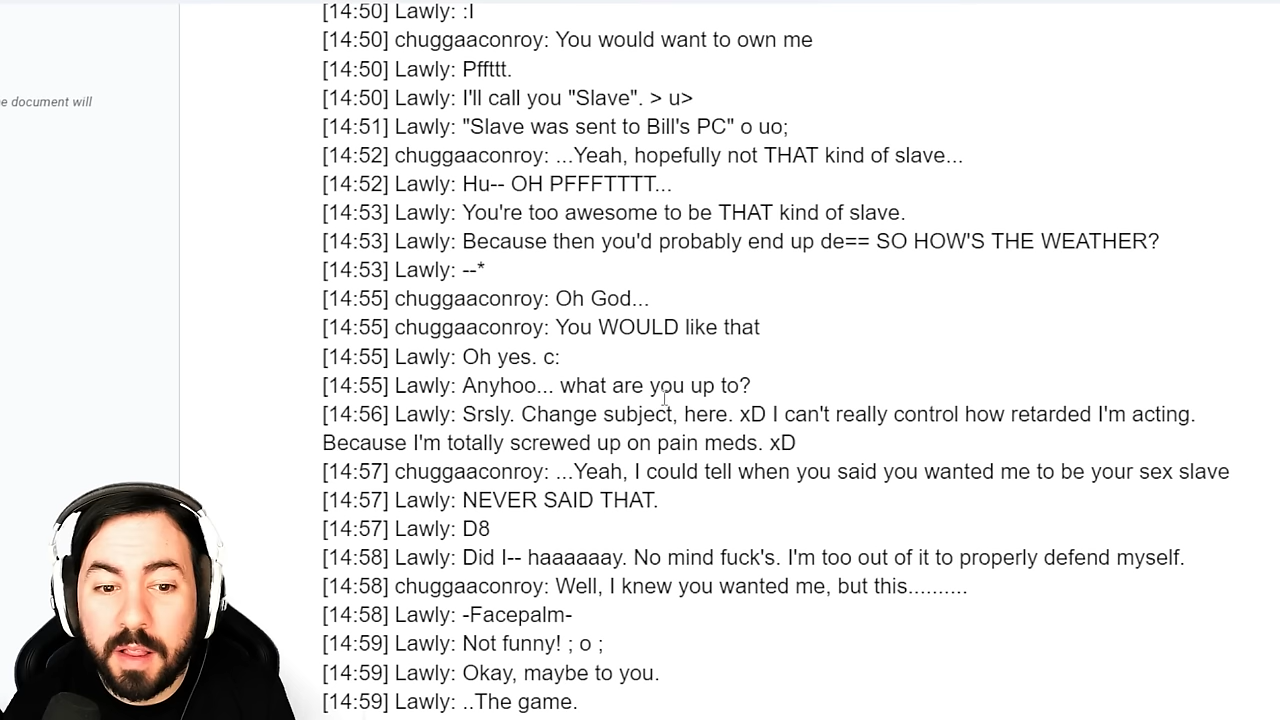 [14:50] Lawly: :I
[14:50] chuggaaconroy: You would want to own me
[14:50] Lawly: Pffttt.
[14:50] Lawly: I'll call you "Slave". > u>
[14:51] Lawly: "Slave was sent to Bill's PC" o uo;
e document will
[14:52] chuggaaconroy: ...Yeah, hopefully not THAT kind of slave...
[14:52] Lawly: Hu-- OH PFFFTTTT...
[14:53] Lawly: You're too awesome to be THAT kind of slave.
[14:53] Lawly: Because then you'd probably end up de== SO HOW'S THE WEATHER?
[14:53] Lawly: --*
[14:55] chuggaaconroy: Oh God...
[14:55] chuggaaconroy: You WOULD like that
[14:55] Lawly: Oh yes. c:
[14:55] Lawly: Anyhoo... what are you up to?
[14:56] Lawly: Srsly. Change subject, here. xD I can't really control how retarded I'm acting.
Because I'm totally screwed up on pain meds. xD
[14:57] chuggaaconroy: ...Yeah, I could tell when you said you wanted me to be your sex slave
[14:57] Lawly: NEVER SAID THAT.
[14:57] Lawly: D8
[14:58] Lawly: Did I-- haaaaaay. No mind fuck's. I'm too out of it to properly defend myself.
[14:58] chuggaaconroy: Well, I knew you wanted me, but this..........
[14:58] Lawly: -Facepalm-
[14:59] Lawly: Not funny! ; o ;
[14:59] Lawly: Okay, maybe to you.
[14:59] Lawly: ..The game.